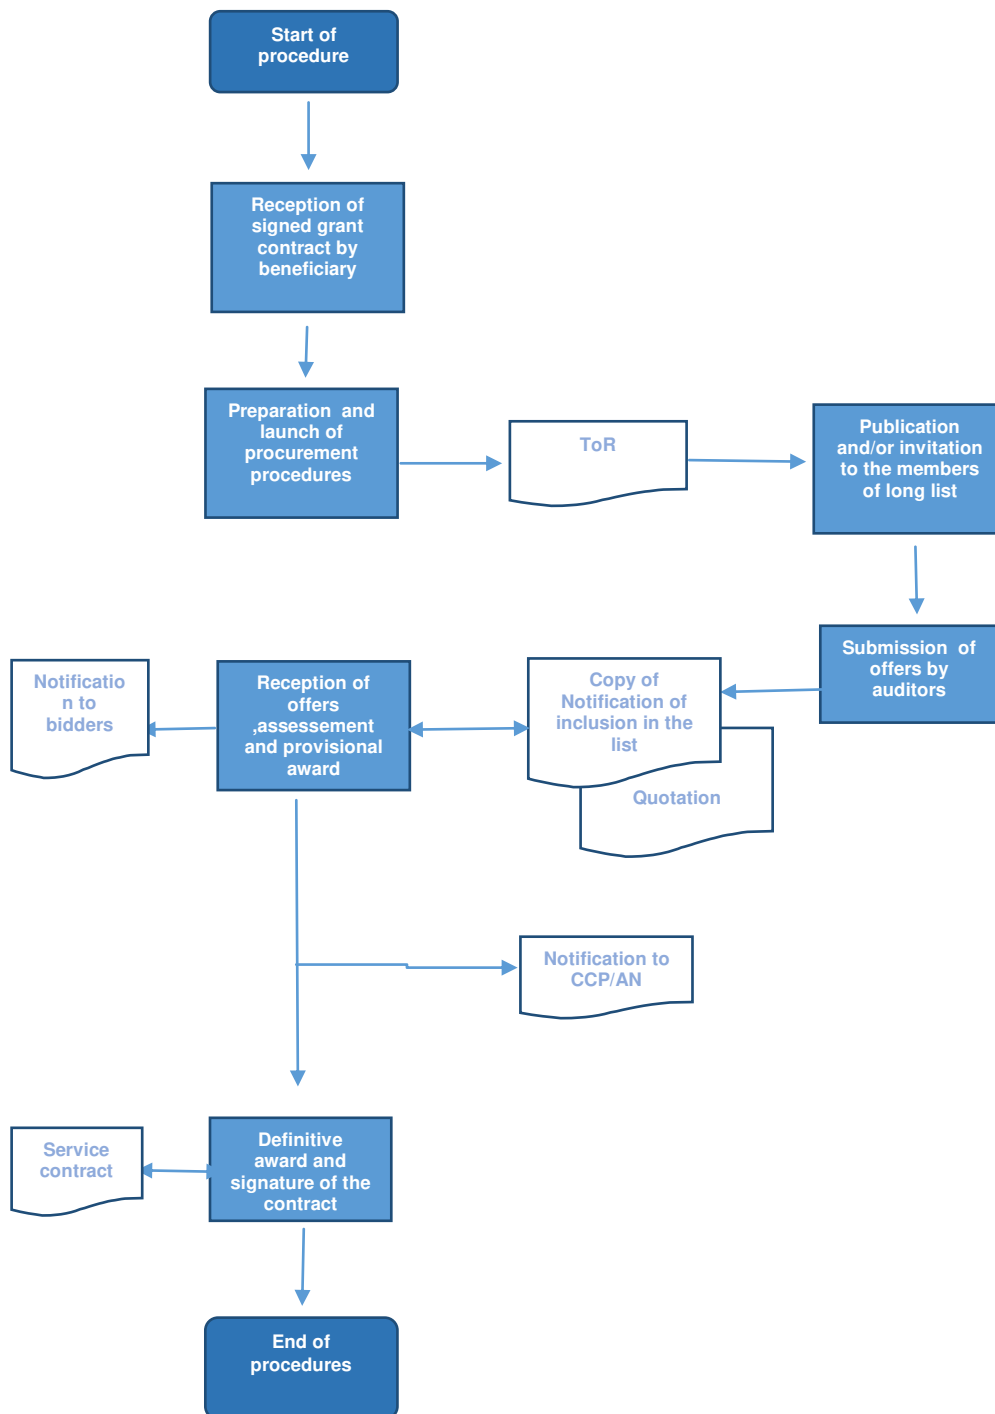 Start of
procedure
Reception of
signed grant
contract by
beneficiary
Preparation and
launch of
procurement
procedures
ToR
Publication
and/or invitation
to the members
of long list
Submission of
offers by
auditors
Copy of
Notification of
inclusion in the
list
Quotation
Reception of
offers
,assessement
and provisional
award
Notificatio
n to
bidders
Notification to
CCP/AN
Definitive
award and
signature of the
contract
Service
contract
End of
procedures